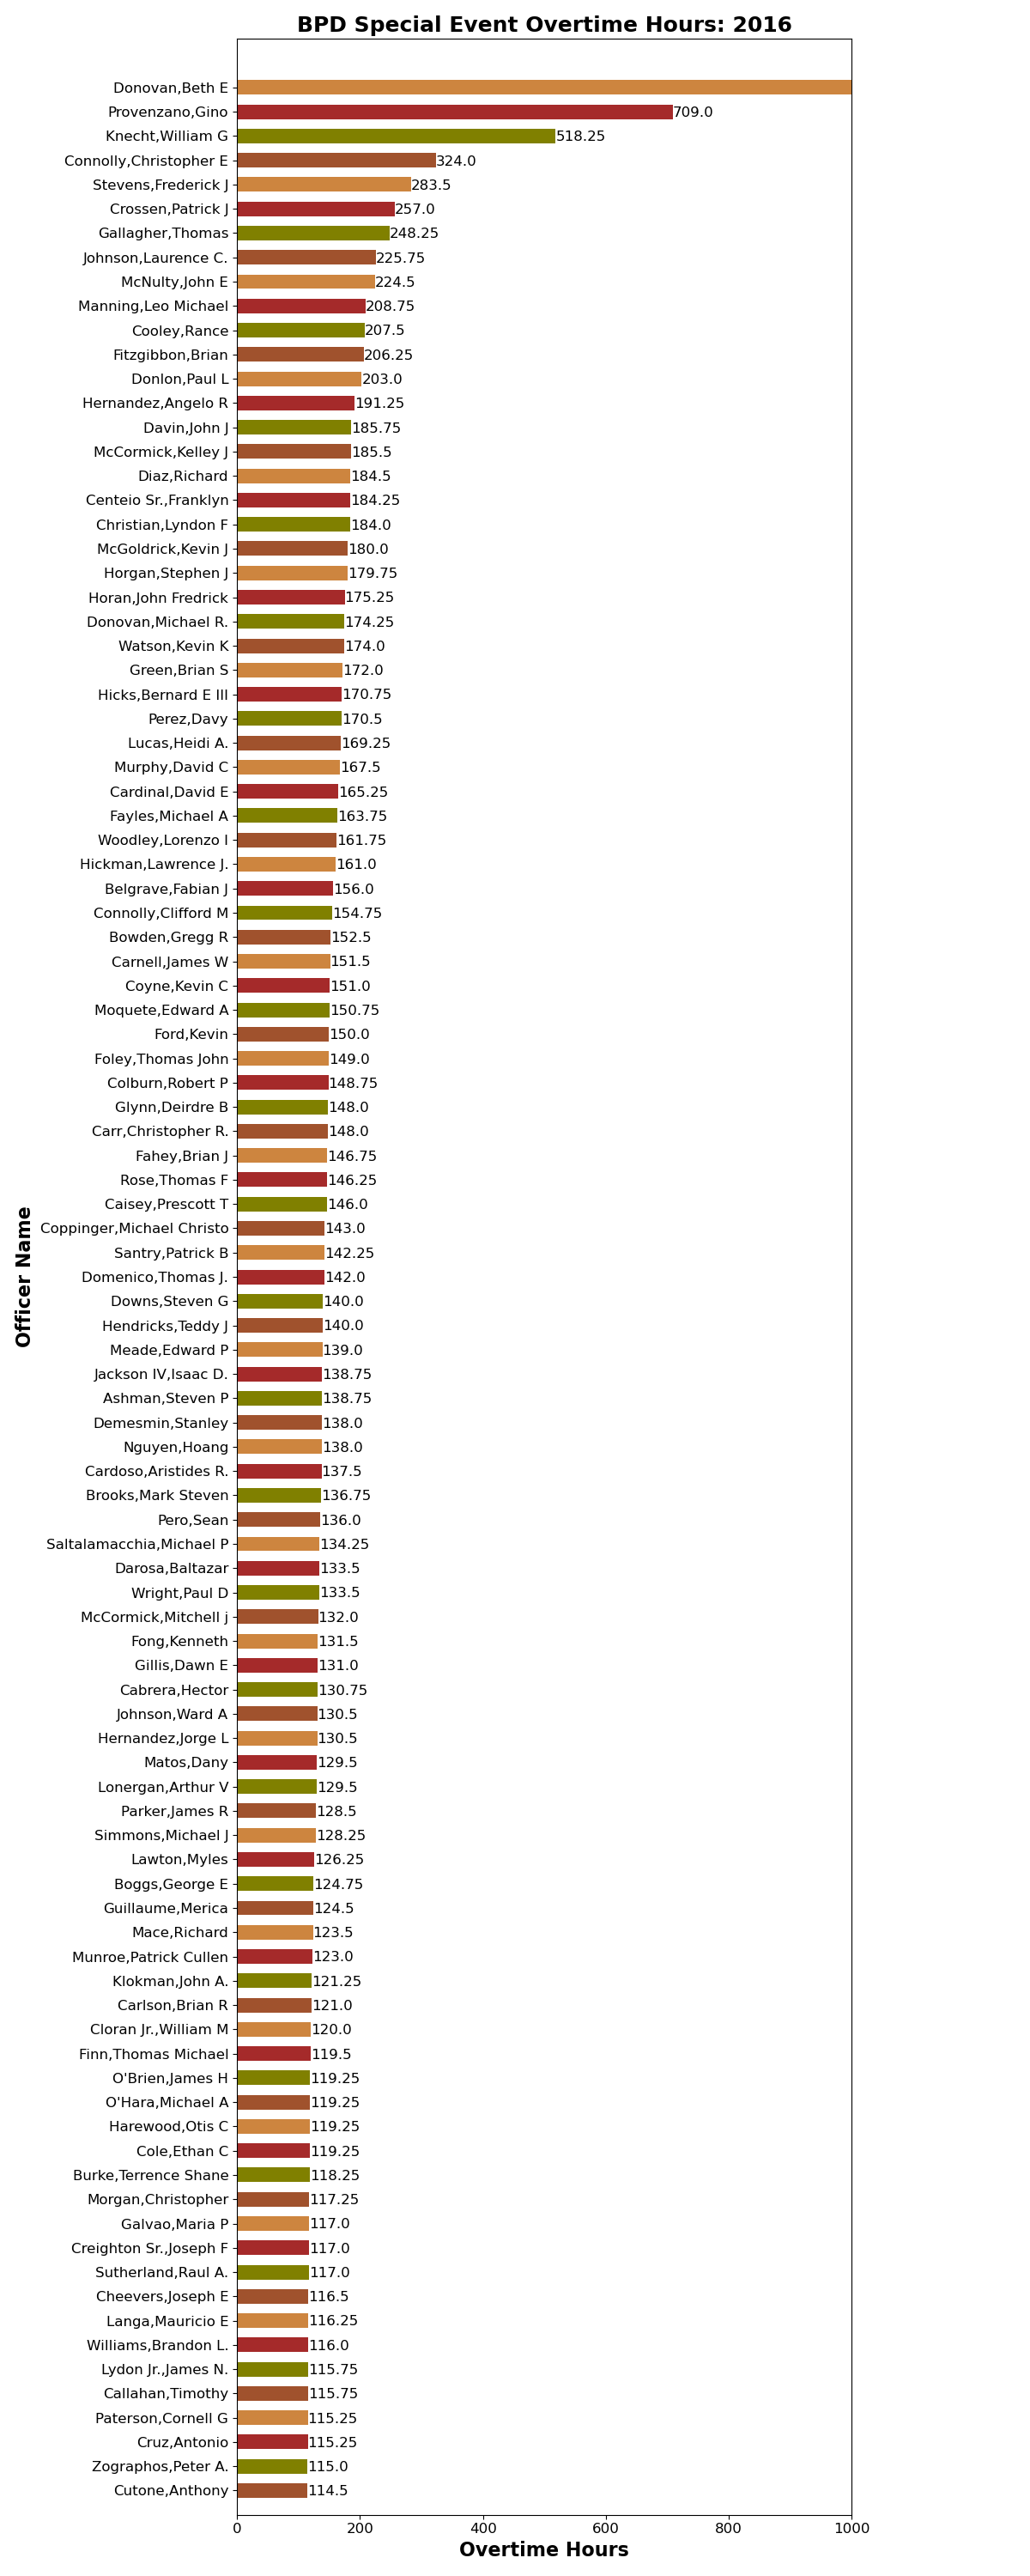 BPD Special Event Overtime Hours: 2016
Donovan,Beth E
Provenzano,Gino 709.0
Knecht,William G 518.25
Connolly,Christopher E 324.0
Stevens,Frederick J 283.5
Crossen,Patrick J 257.0
Gallagher,Thomas 248.25
Johnson,Laurence C. 225.75
McNulty,John E 224.5
Manning,Leo Michael 208.75
Cooley,Rance 207.5
Fitzgibbon,Brian 206.25
Donlon,Paul L 203.0
Hernandez,Angelo R 191.25
Davin,John J 185.75
McCormick,Kelley J 185.5
Diaz,Richard 184.5
Centeio Sr.,Franklyn 184.25
Christian,Lyndon F 184.0
McGoldrick,Kevin J 180.0
Horgan,Stephen J 179.75
Horan,John Fredrick 175.25
Donovan,Michael R. 174.25
Watson,Kevin K 174.0
Green,Brian S 172.0
Hicks,Bernard E III 170.75
Perez,Davy 170.5
Lucas,Heidi A. 169.25
Murphy,David C 167.5
Cardinal,David E 165.25
Fayles,Michael A 163.75
Woodley,Lorenzo I 161.75
Hickman,Lawrence J. 161.0
Belgrave,Fabian J 156.0
Connolly,Clifford M 154.75
Bowden,Gregg R 152.5
Carnell,James W 151.5
Coyne,Kevin C 151.0
Moquete,Edward A 150.75
Ford,Kevin 150.0
Foley,Thomas John 149.0
Colburn,Robert P 148.75
Glynn,Deirdre B 148.0
Carr,Christopher R. 148.0
Fahey,Brian J 146.75
Rose,Thomas F 146.25
Caisey,Prescott T 146.0
Coppinger,Michael Christo 143.0
Santry,Patrick B 142.25
Domenico,Thomas J. 142.0
Downs,Steven G 140.0
Hendricks,Teddy J 140.0
Meade,Edward P 139.0
Jackson IV,Isaac D. 138.75
Ashman,Steven P 138.75
Demesmin,Stanley 138.0
Nguyen,Hoang 138.0
Cardoso,Aristides R. 137.5
Brooks,Mark Steven 136.75
Pero,Sean 136.0
Saltalamacchia,Michael P 134.25
Darosa,Baltazar 133.5
Wright,Paul D 133.5
McCormick,Mitchell j 132.0
Fong,Kenneth 131.5
Gillis,Dawn E 131.0
Cabrera,Hector 130.75
Johnson,Ward A 130.5
Hernandez,Jorge L 130.5
Matos,Dany 129.5
Lonergan,Arthur V 129.5
Parker,James R 128.5
Simmons,Michael J 128.25
Lawton,Myles 126.25
Boggs,George E 124.75
Guillaume,Merica 124.5
Mace,Richard 123.5
Munroe,Patrick Cullen 123.0
Klokman,John A. 121.25
Carlson,Brian R 121.0
Cloran Jr.,William M 120.0
Finn,Thomas Michael 119.5
O'Brien,James H 119.25
O'Hara,Michael A 119.25
Harewood,Otis C 119.25
Cole,Ethan C 119.25
Burke,Terrence Shane 118.25
Morgan,Christopher 117.25
Galvao,Maria P 117.0
Creighton Sr.,Joseph F 117.0
Sutherland,Raul A. 117.0
Cheevers,Joseph E 116.5
Langa,Mauricio E 116.25
Williams,Brandon L. 116.0
Lydon Jr.,James N. 115.75
Callahan,Timothy 115.75
Paterson,Cornell G 115.25
Cruz,Antonio 115.25
Zographos,Peter A. 115.0
Cutone,Anthony 114.5
Officer Name
0 200 400 600 800 1000
Overtime Hours